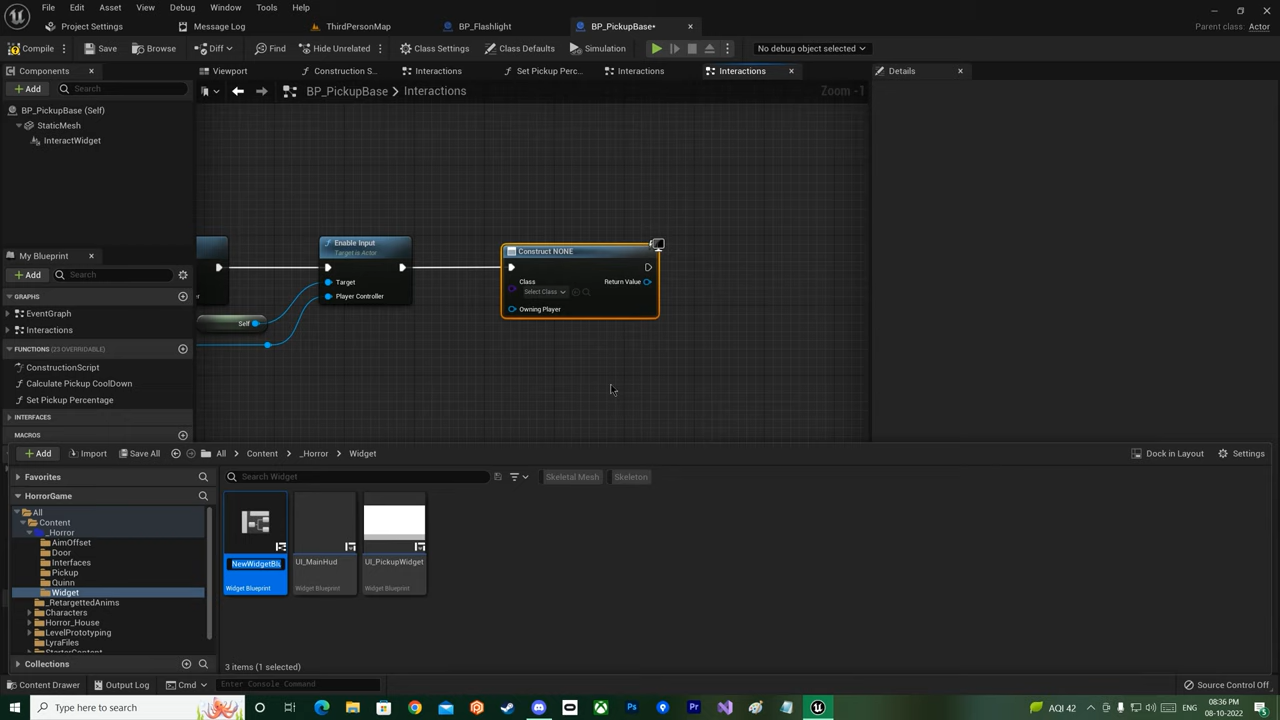 File Edit Asset View Debug Window Tools Help
Project Settings Message Log ThirdPersonMap BP_Flashlight BP_PickupBase• Parent class: Actor
Compile Save Browse Diff Find Hide Unrelated Class Settings Class Defaults Simulation No debug object selected
Components Viewport Construction S... Interactions Set Pickup Perc... Interactions Interactions Details
Add Search BP_PickupBase > Interactions Zoom -1
BP_PickupBase (Self)
StaticMesh
InteractWidget
Enable Input
Target is Actor
Construct NONE
Target
Class Return Value
Select Class
Player Controller
Owning Player
Self
My Blueprint
Add Search
GRAPHS
EventGraph
Interactions
FUNCTIONS (23 OVERRIDABLE)
ConstructionScript
Calculate Pickup CoolDown
Set Pickup Percentage
INTERFACES
MACROS
Add Import Save All All > Content > _Horror > Widget Dock in Layout Settings
Favorites Search Widget Skeletal Mesh Skeleton
HorrorGame
All
Content
_Horror
AimOffset
Door
Interfaces
Pickup
Quinn
Widget
_RetargettedAnims
Characters
Horror_House
LevelPrototyping
LyraFiles
StarterContent
NewWidgetBlu UI_MainHud UI_PickupWidget
Widget Blueprint Widget Blueprint Widget Blueprint
Collections 3 items (1 selected)
Content Drawer Output Log Cmd Enter Console Command Source Control Off
Type here to search AQI 42 08:36 PM
08-10-2022